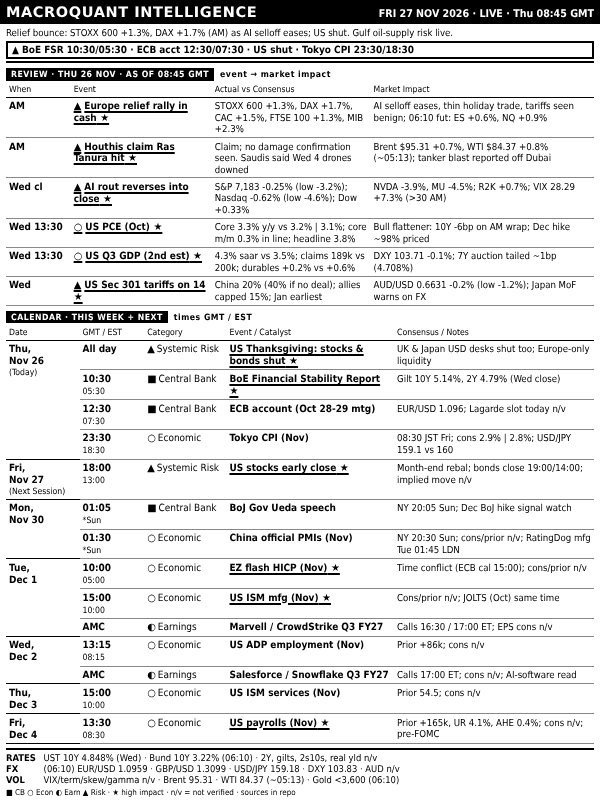 MACROQUANT INTELLIGENCE FRI 27 NOV 2026 · LIVE · Thu 08:45 GMT
Relief bounce: STOXX 600 +1.3%, DAX +1.7% (AM) as AI selloff eases; US shut. Gulf oil-supply risk live.
▲ BoE FSR 10:30/05:30 · ECB acct 12:30/07:30 · US shut · Tokyo CPI 23:30/18:30
REVIEW · THU 26 NOV · AS OF 08:45 GMT event → market impact
When Event Actual vs Consensus Market Impact
AM ▲ Europe relief rally in STOXX 600 +1.3%, DAX +1.7%, AI selloff eases, thin holiday trade, tariffs seen
cash ★ CAC +1.5%, FTSE 100 +1.3%, MIB benign; 06:10 fut: ES +0.6%, NQ +0.9%
+2.3%
AM ▲ Houthis claim Ras Claim; no damage confirmation Brent $95.31 +0.7%, WTI $84.37 +0.8%
Tanura hit ★ seen. Saudis said Wed 4 drones (~05:13); tanker blast reported off Dubai
downed
Wed cl ▲ AI rout reverses into S&P 7,183 -0.25% (low -3.2%); NVDA -3.9%, MU -4.5%; R2K +0.7%; VIX 28.29
close ★ Nasdaq -0.62% (low -4.6%); Dow +7.3% (>30 AM)
+0.33%
Wed 13:30 ○ US PCE (Oct) ★ Core 3.3% y/y vs 3.2% | 3.1%; core Bull flattener: 10Y -6bp on AM wrap; Dec hike
m/m 0.3% in line; headline 3.8% ~98% priced
Wed 13:30 ○ US Q3 GDP (2nd est) ★ 4.3% saar vs 3.5%; claims 189k vs DXY 103.71 -0.1%; 7Y auction tailed ~1bp
200k; durables +0.2% vs +0.6% (4.708%)
Wed ▲ US Sec 301 tariffs on 14 China 20% (40% if no deal); allies AUD/USD 0.6631 -0.2% (low -1.2%); Japan MoF
★ capped 15%; Jan earliest warns on FX
CALENDAR · THIS WEEK + NEXT times GMT / EST
Date GMT / EST Category Event / Catalyst Consensus / Notes
Thu, All day ▲ Systemic Risk US Thanksgiving: stocks & UK & Japan USD desks shut too; Europe-only
Nov 26 bonds shut ★ liquidity
(Today)
10:30 ■ Central Bank BoE Financial Stability Report Gilt 10Y 5.14%, 2Y 4.79% (Wed close)
05:30 ★
12:30 ■ Central Bank ECB account (Oct 28-29 mtg) EUR/USD 1.096; Lagarde slot today n/v
07:30
23:30 ○ Economic Tokyo CPI (Nov) 08:30 JST Fri; cons 2.9% | 2.8%; USD/JPY
18:30 159.1 vs 160
Fri, 18:00 ▲ Systemic Risk US stocks early close ★ Month-end rebal; bonds close 19:00/14:00;
Nov 27 13:00 implied move n/v
(Next Session)
Mon, 01:05 ■ Central Bank BoJ Gov Ueda speech NY 20:05 Sun; Dec BoJ hike signal watch
Nov 30 *Sun
01:30 ○ Economic China official PMIs (Nov) NY 20:30 Sun; cons/prior n/v; RatingDog mfg
*Sun Tue 01:45 LDN
Tue, 10:00 ○ Economic EZ flash HICP (Nov) ★ Time conflict (ECB cal 15:00); cons/prior n/v
Dec 1 05:00
15:00 ○ Economic US ISM mfg (Nov) ★ Cons/prior n/v; JOLTS (Oct) same time
10:00
AMC ◐ Earnings Marvell / CrowdStrike Q3 FY27 Calls 16:30 / 17:00 ET; EPS cons n/v
Wed, 13:15 ○ Economic US ADP employment (Nov) Prior +86k; cons n/v
Dec 2 08:15
AMC ◐ Earnings Salesforce / Snowflake Q3 FY27 Calls 17:00 ET; cons n/v; AI-software read
Thu, 15:00 ○ Economic US ISM services (Nov) Prior 54.5; cons n/v
Dec 3 10:00
Fri, 13:30 ○ Economic US payrolls (Nov) ★ Prior +165k, UR 4.1%, AHE 0.4%; cons n/v;
Dec 4 08:30 pre-FOMC
RATES UST 10Y 4.848% (Wed) · Bund 10Y 3.22% (06:10) · 2Y, gilts, 2s10s, real yld n/v
FX (06:10) EUR/USD 1.0959 · GBP/USD 1.3099 · USD/JPY 159.18 · DXY 103.83 · AUD n/v
VOL VIX/term/skew/gamma n/v · Brent 95.31 · WTI 84.37 (~05:13) · Gold <3,600 (06:10)
■ CB ○ Econ ◐ Earn ▲ Risk · ★ high impact · n/v = not verified · sources in repo